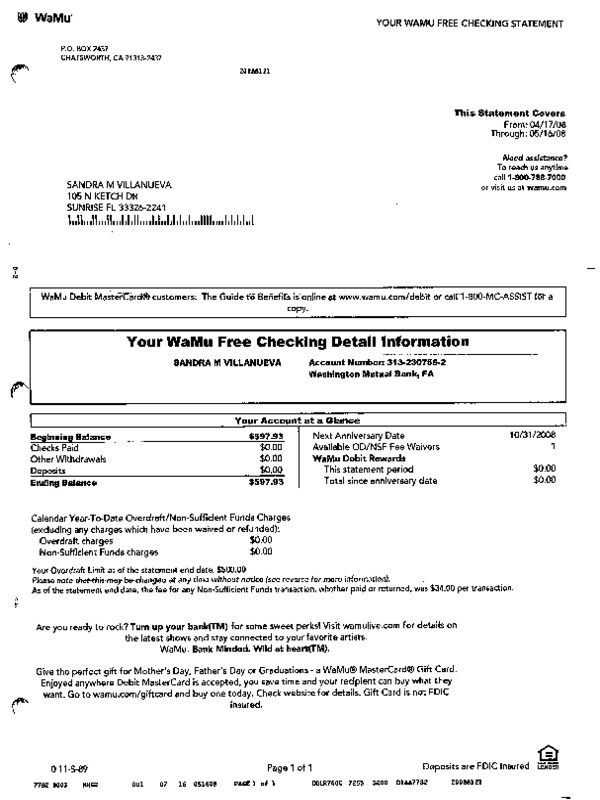 WaMu
YOUR WAMU FREE CHECKING STATEMENT
P.O. BOX 2437
CHATSWORTH, CA 91313-2437
20986121
This Statement Covers
From: 04/17/08
Through: 05/16/08
Need assistance?
To reach us anytime
call 1-800-788-7000
or visit us at wamu.com
SANDRA M VILLANUEVA
105 N KETCH DR
SUNRISE FL 33326-2241
WaMu Debit MasterCard® customers: The Guide to Benefits is online at www.wamu.com/debit or call 1-800-MC-ASSIST for a
copy.
Your WaMu Free Checking Detail Information
SANDRA M VILLANUEVA Account Number: 313-230756-2
Washington Mutual Bank, FA
Your Account at a Glance
Beginning Balance $597.93
Checks Paid $0.00
Other Withdrawals $0.00
Deposits $0.00
Ending Balance $597.93
Next Anniversary Date 10/31/2008
Available OD/NSF Fee Waivers 1
WaMu Debit Rewards
This statement period $0.00
Total since anniversary date $0.00
Calendar Year-To-Date Overdraft/Non-Sufficient Funds Charges
(excluding any charges which have been waived or refunded):
Overdraft charges $0.00
Non-Sufficient Funds charges $0.00
Your Overdraft Limit as of the statement end date. $500.00
Please note that this may be changed at any time without notice (see reverse for more information).
As of the statement end date, the fee for any Non-Sufficient Funds transaction, whether paid or returned, was $34.00 per transaction.
Are you ready to rock? Turn up your bank(TM) for some sweet perks! Visit wamulive.com for details on
the latest shows and stay connected to your favorite artists.
WaMu. Bank Minded. Wild at heart(TM).
Give the perfect gift for Mother's Day, Father's Day or Graduations - a WaMu® MasterCard® Gift Card.
Enjoyed anywhere Debit MasterCard is accepted, you save time and your recipient can buy what they
want. Go to wamu.com/giftcard and buy one today. Check website for details. Gift Card is not FDIC
insured.
011-S-89
Page 1 of 1
Deposits are FDIC Insured
7782 07 16 051608 PAGE 1 of 1 7253 3200 20986121